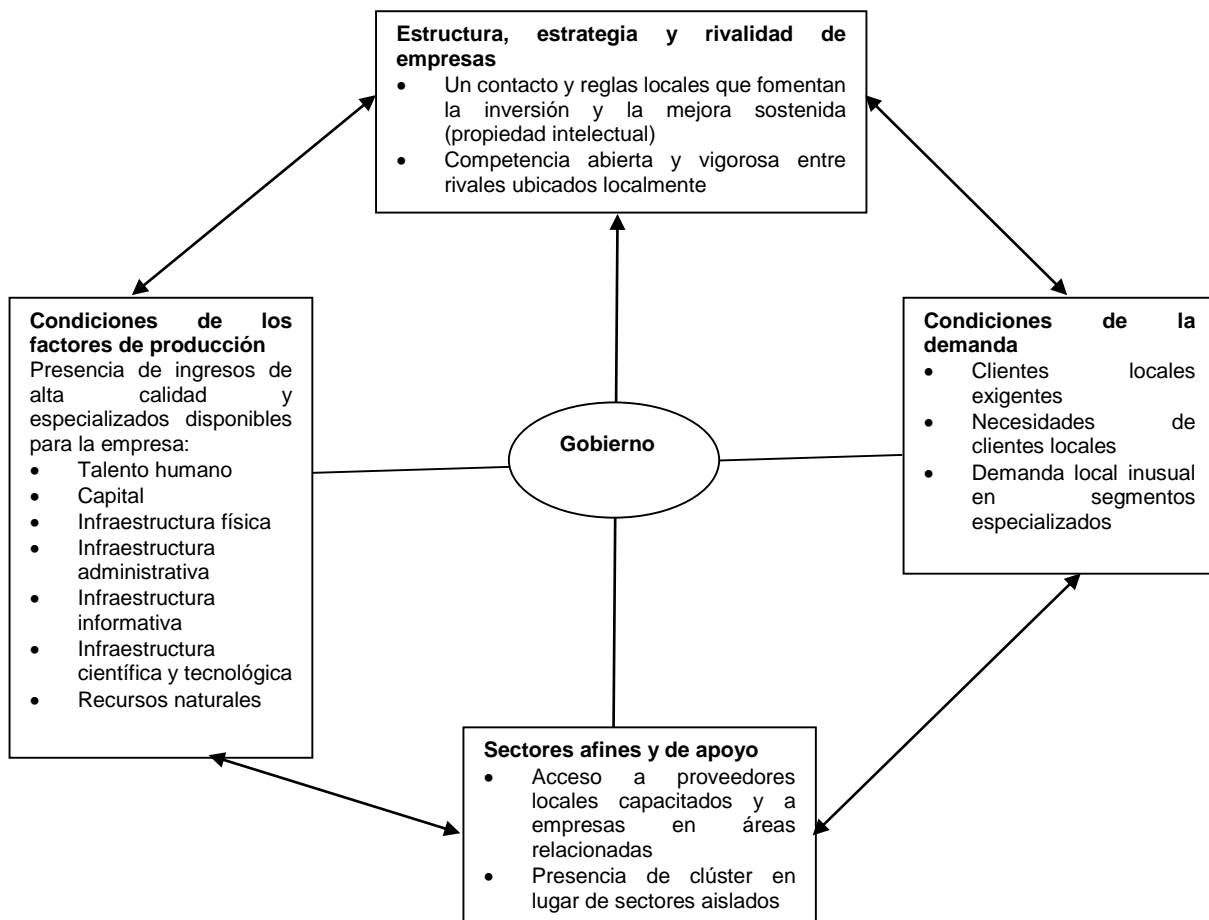 Estructura, estrategia y rivalidad de
empresas
• Un contacto y reglas locales que fomentan
la inversión y la mejora sostenida
(propiedad intelectual)
• Competencia abierta y vigorosa entre
rivales ubicados localmente
Condiciones de los
factores de producción
Presencia de ingresos de
alta calidad y
especializados disponibles
para la empresa:
• Talento humano
• Capital
• Infraestructura física
• Infraestructura
administrativa
• Infraestructura
informativa
• Infraestructura
científica y tecnológica
• Recursos naturales
Gobierno
Condiciones de la
demanda
• Clientes locales
exigentes
• Necesidades de
clientes locales
• Demanda local inusual
en segmentos
especializados
Sectores afines y de apoyo
• Acceso a proveedores
locales capacitados y a
empresas en áreas
relacionadas
• Presencia de clúster en
lugar de sectores aislados